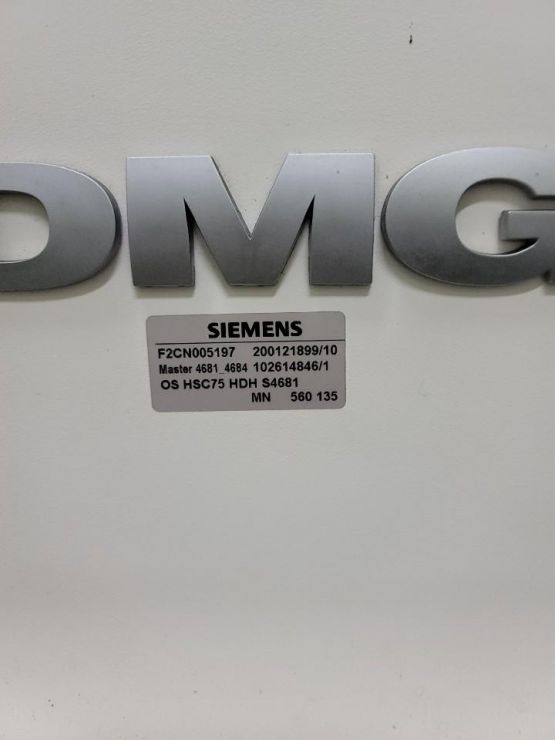 DMG
SIEMENS
F2CN005197 200121899/10
Master 4681_4684 102614846/1
OS HSC75 HDH S4681
MN 560 135